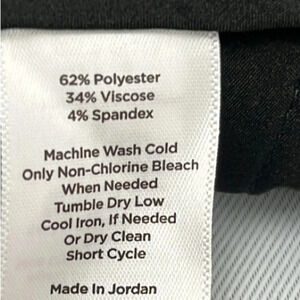 62% Polyester
34% Viscose
4% Spandex
Machine Wash Cold
Only Non-Chlorine Bleach
When Needed
Tumble Dry Low
Cool Iron, If Needed
Or Dry Clean
Short Cycle
Made In Jordan